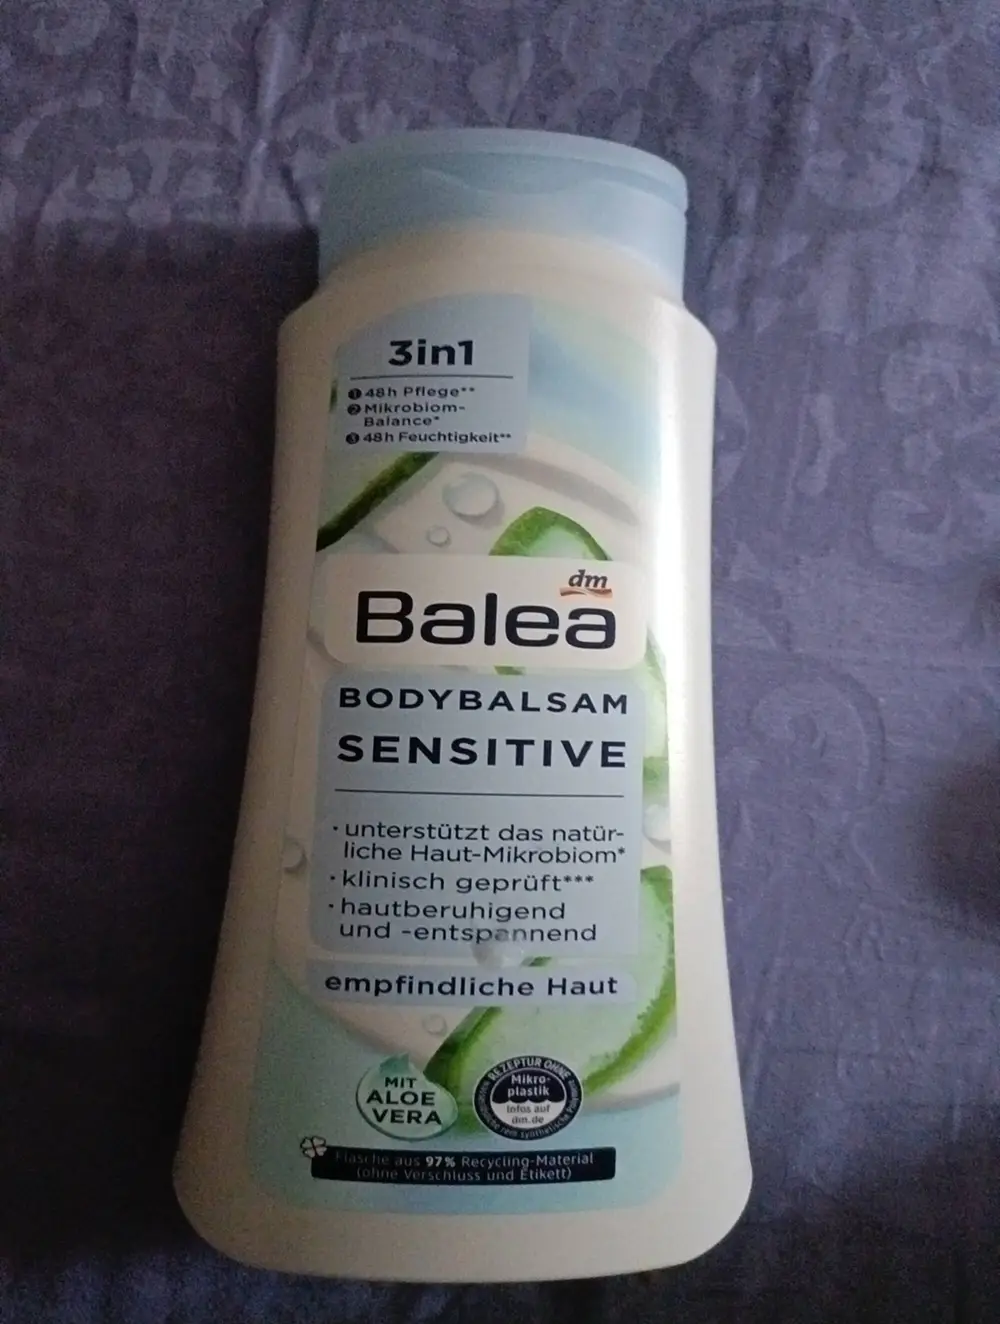 3in1
1 48h Pflege**
2 Mikrobiom-
Balance*
3 48h Feuchtigkeit**
dm
Balea
BODYBALSAM
SENSITIVE
· unterstützt das natür-
liche Haut-Mikrobiom*
· klinisch geprüft***
· hautberuhigend
und -entspannend
empfindliche Haut
MIT
ALOE
VERA
REZEPTUR OHNE
Mikro-
plastik
Infos auf
dm.de
Flasche aus 97% Recycling-Material
(ohne Verschluss und Etikett)